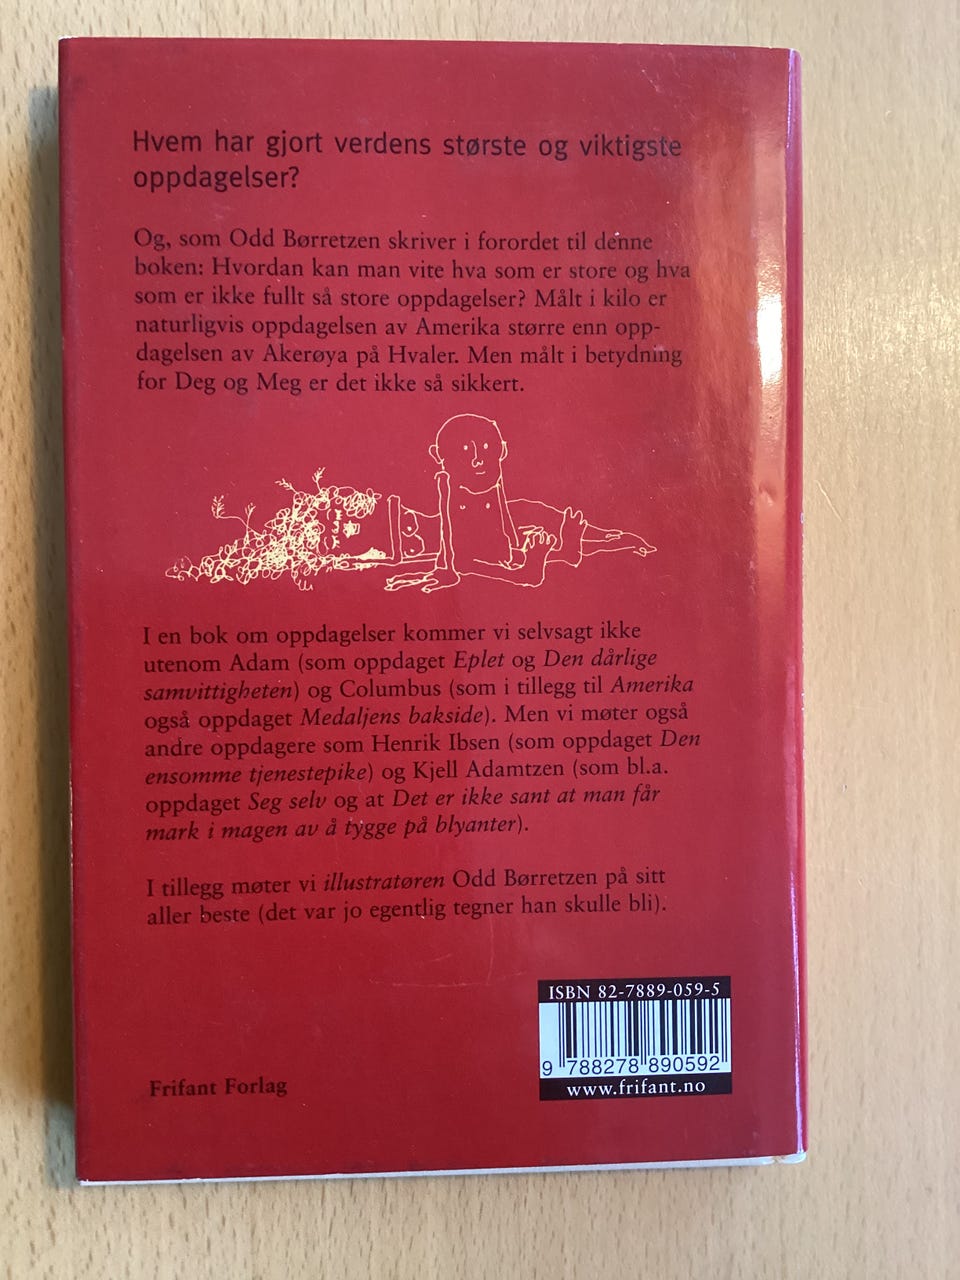 Hvem har gjort verdens største og viktigste
oppdagelser?
Og, som Odd Børretzen skriver i forordet til denne
boken: Hvordan kan man vite hva som er store og hva
som er ikke fullt så store oppdagelser? Målt i kilo er
naturligvis oppdagelsen av Amerika større enn opp-
dagelsen av Akerøya på Hvaler. Men målt i betydning
for Deg og Meg er det ikke så sikkert.
I en bok om oppdagelser kommer vi selvsagt ikke
utenom Adam (som oppdaget Eplet og Den dårlige
samvittigheten) og Columbus (som i tillegg til Amerika
også oppdaget Medaljens bakside). Men vi møter også
andre oppdagere som Henrik Ibsen (som oppdaget Den
ensomme tjenestepike) og Kjell Adamtzen (som bl.a.
oppdaget Seg selv og at Det er ikke sant at man får
mark i magen av å tygge på blyanter).
I tillegg møter vi illustratøren Odd Børretzen på sitt
aller beste (det var jo egentlig tegner han skulle bli).
ISBN 82-7889-059-5
9 788278 890592
www.frifant.no
Frifant Forlag